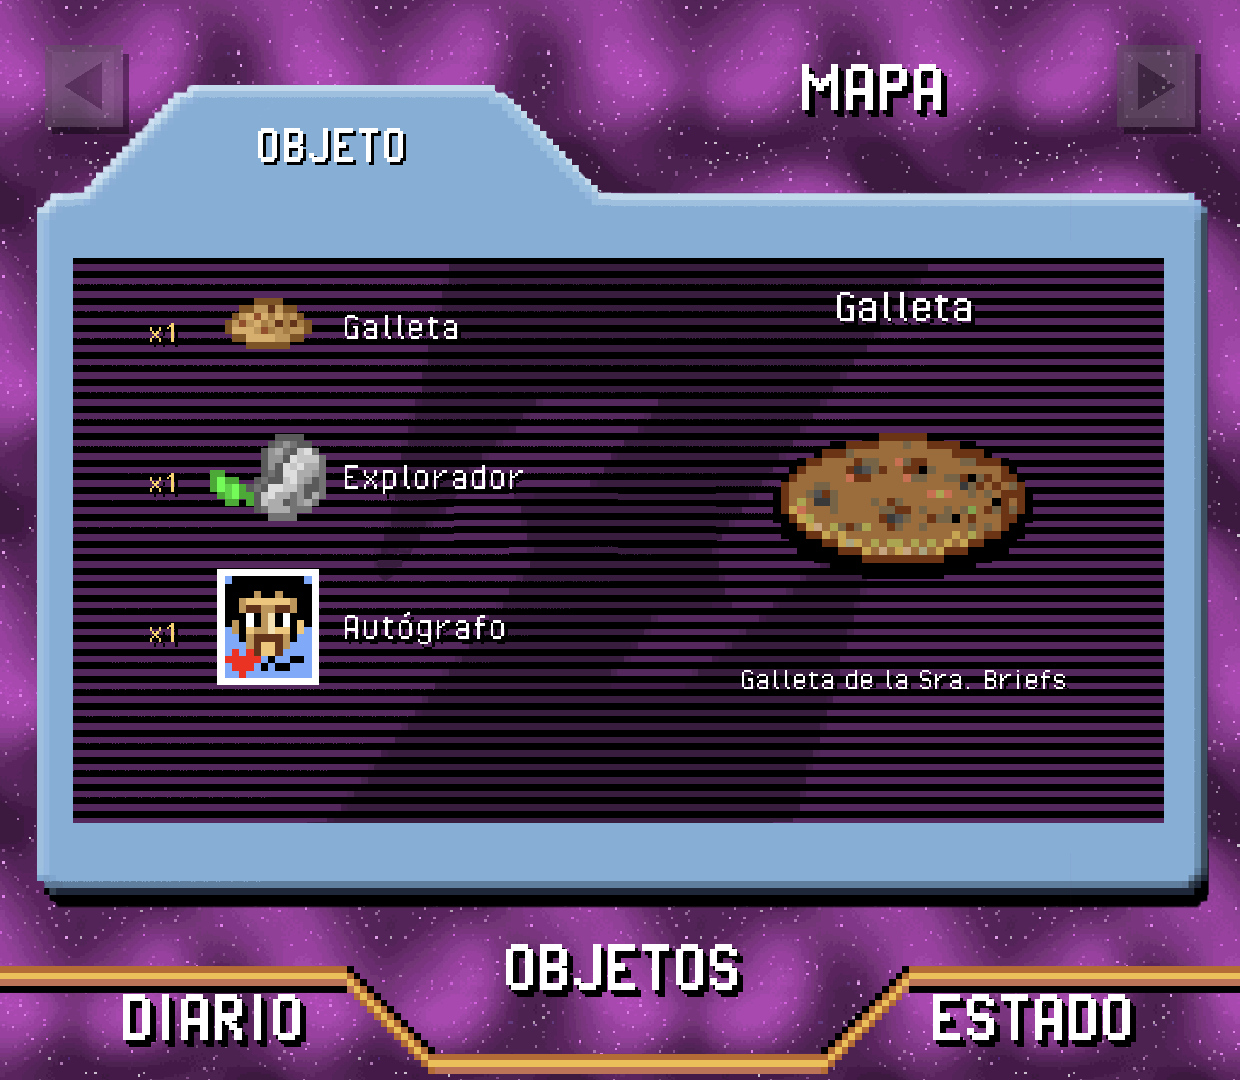 MAPA
OBJETO
Galleta
x1 Galleta
x1 Explorador
x1 Autógrafo
Galleta de la Sra. Briefs
OBJETOS
DIARIO
ESTADO